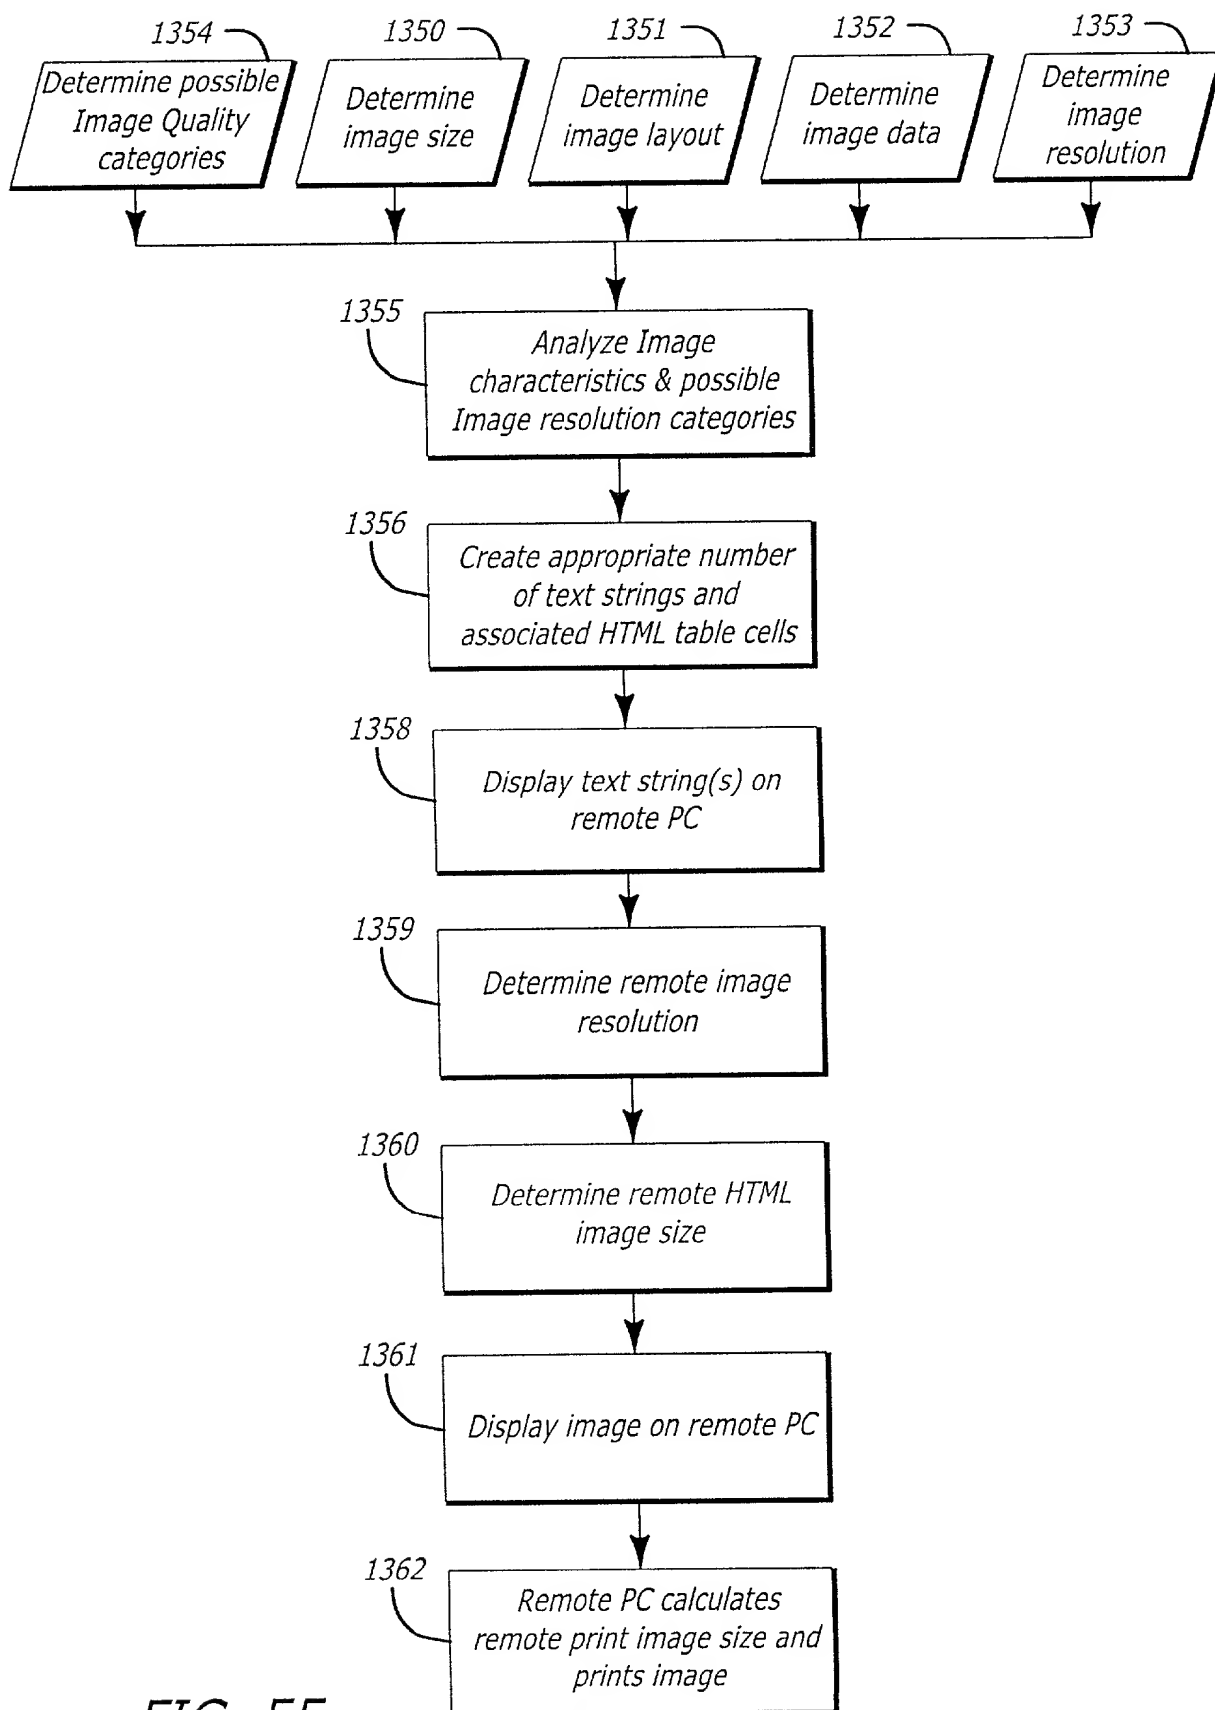 1354
1350
1351
1352
1353
Determine possible
Image Quality
categories
Determine
image size
Determine
image layout
Determine
image data
Determine
image
resolution
1355
Analyze Image
characteristics & possible
Image resolution categories
1356
Create appropriate number
of text strings and
associated HTML table cells
1358
Display text string(s) on
remote PC
1359
Determine remote image
resolution
1360
Determine remote HTML
image size
1361
Display image on remote PC
1362
Remote PC calculates
remote print image size and
prints image